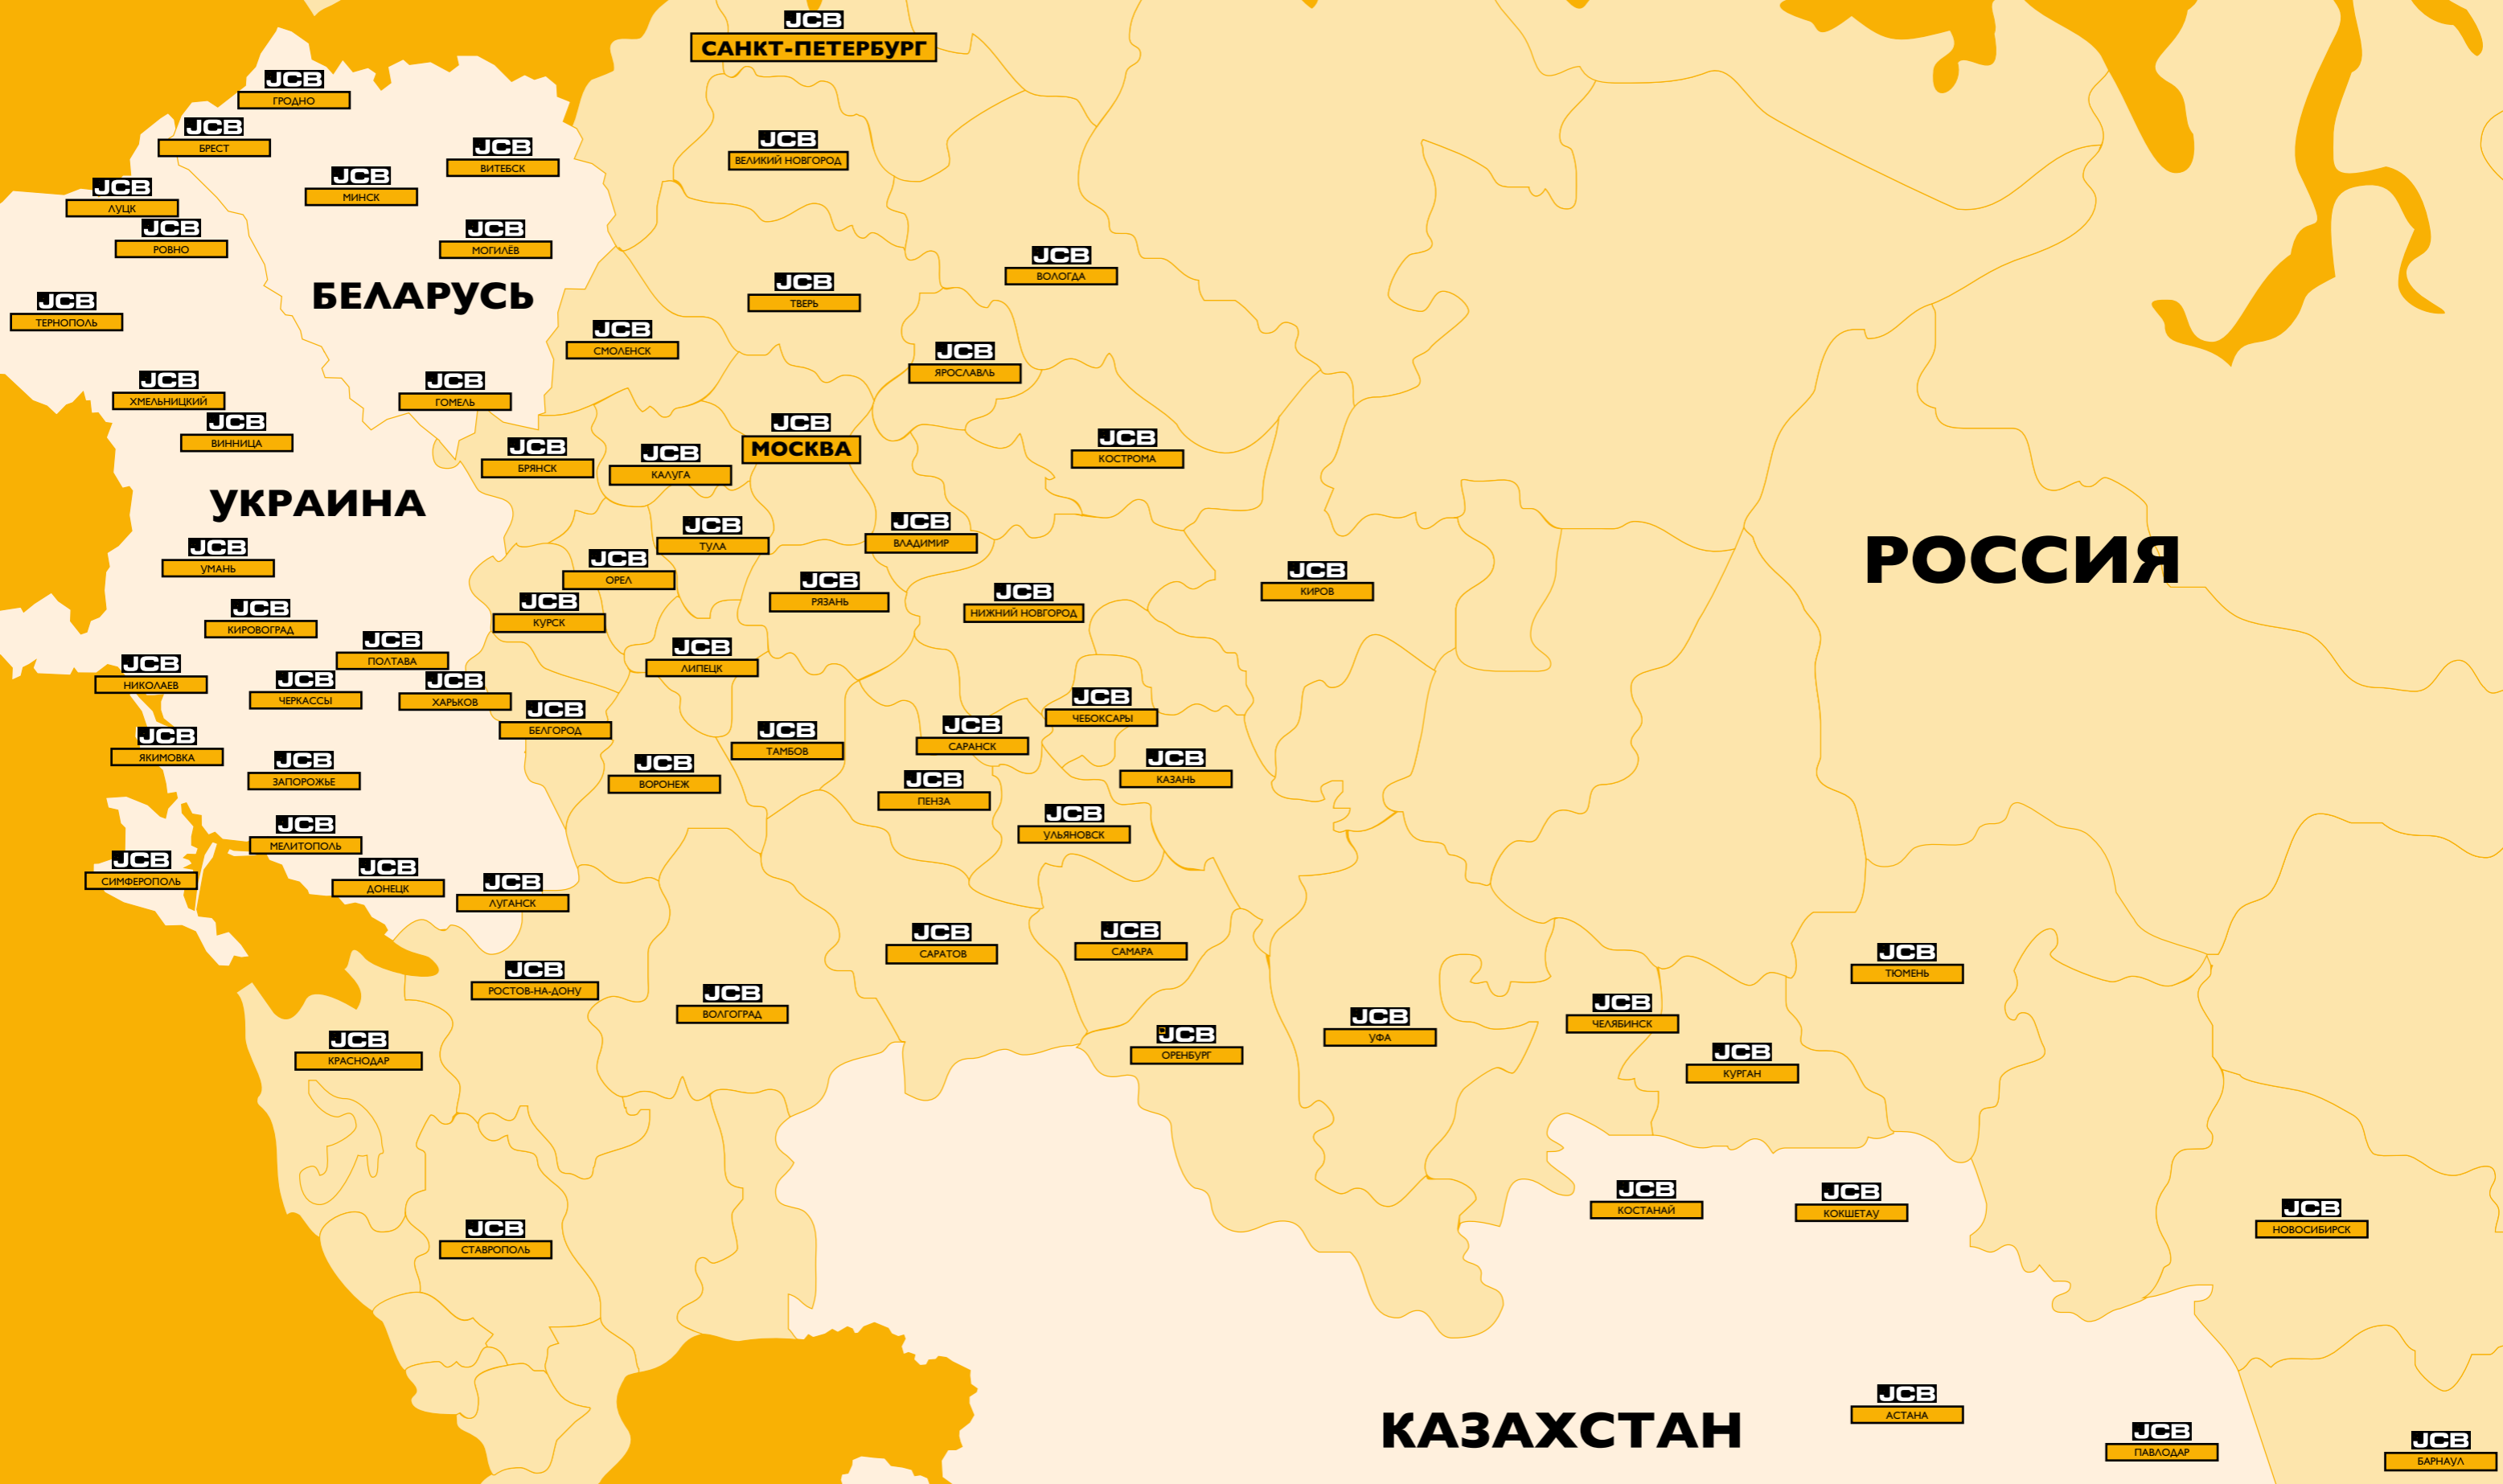 JCB
САНКТ-ПЕТЕРБУРГ
JCB
ГРОДНО
JCB
БРЕСТ
JCB
ВИТЕБСК
JCB
ВЕЛИКИЙ НОВГОРОД
JCB
МИНСК
JCB
ЛУЦК
JCB
РОВНО
JCB
МОГИЛЁВ
JCB
ВОЛОГДА
JCB
ТВЕРЬ
БЕЛАРУСЬ
JCB
ТЕРНОПОЛЬ
JCB
СМОЛЕНСК
JCB
ЯРОСЛАВЛЬ
JCB
ХМЕЛЬНИЦКИЙ
JCB
ГОМЕЛЬ
JCB
ВИННИЦА
JCB
МОСКВА
JCB
БРЯНСК
JCB
КАЛУГА
JCB
КОСТРОМА
УКРАИНА
JCB
ТУЛА
JCB
ВЛАДИМИР
РОССИЯ
JCB
УМАНЬ
JCB
ОРЕЛ
JCB
РЯЗАНЬ
JCB
НИЖНИЙ НОВГОРОД
JCB
КИРОВ
JCB
КУРСК
JCB
КИРОВОГРАД
JCB
ПОЛТАВА
JCB
ЛИПЕЦК
JCB
НИКОЛАЕВ
JCB
ЧЕРКАССЫ
JCB
ХАРЬКОВ
JCB
БЕЛГОРОД
JCB
ЧЕБОКСАРЫ
JCB
ЯКИМОВКА
JCB
ТАМБОВ
JCB
САРАНСК
JCB
ЗАПОРОЖЬЕ
JCB
ВОРОНЕЖ
JCB
КАЗАНЬ
JCB
ПЕНЗА
JCB
УЛЬЯНОВСК
JCB
МЕЛИТОПОЛЬ
JCB
СИМФЕРОПОЛЬ
JCB
ДОНЕЦК
JCB
ЛУГАНСК
JCB
САРАТОВ
JCB
САМАРА
JCB
ТЮМЕНЬ
JCB
РОСТОВ-НА-ДОНУ
JCB
ВОЛГОГРАД
JCB
ЧЕЛЯБИНСК
JCB
УФА
JCB
КРАСНОДАР
JCB
ОРЕНБУРГ
JCB
КУРГАН
JCB
КОСТАНАЙ
JCB
КОКШЕТАУ
JCB
НОВОСИБИРСК
JCB
СТАВРОПОЛЬ
КАЗАХСТАН
JCB
АСТАНА
JCB
ПАВЛОДАР
JCB
БАРНАУЛ